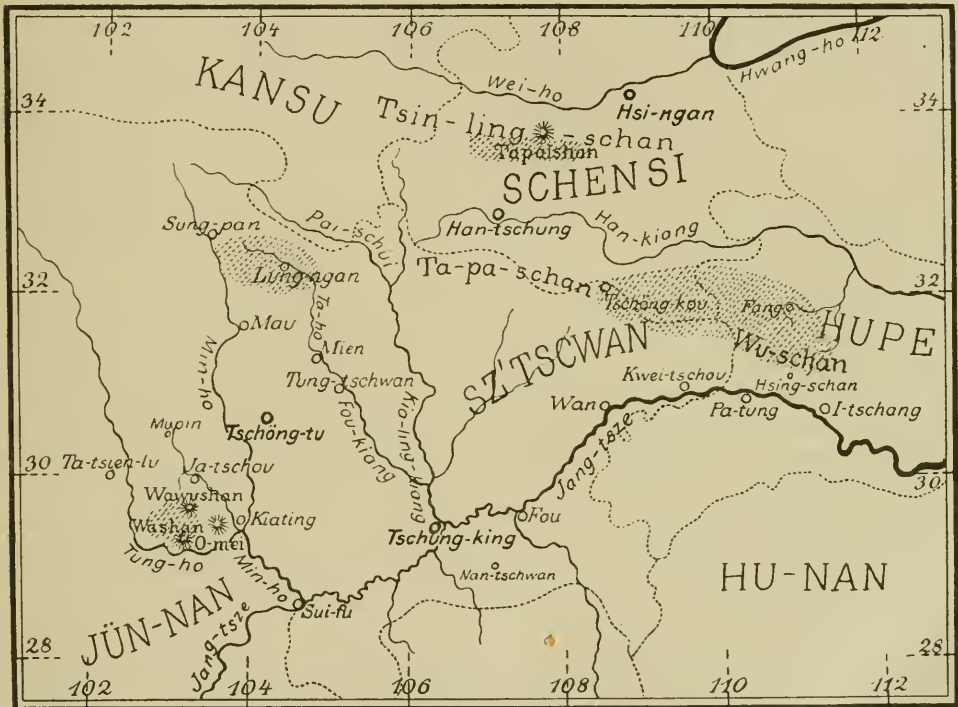 102
104
106
108
110
112
KANSU
Wei-ho
Hwang-ho
34
Tsin-ling-schan
Hsi-ngan
34
Tapaishan
SCHENSI
Sung-pan
Pai-schui
Han-tschung
Han-kiang
Lung-ngan
Ta-pa-schan
32
Tschöng-kou
Fang
32
Mau
Ta-ho
HUPE
Min-ho
Mien
SZ'TSCWAN
Wu-schan
Tung-tschwan
Kwei-tschou
Hsing-schan
Mupin
Tschöng-tu
Fou-kiang
Kia-ling-kiang
Wan
Pa-tung
I-tschang
30
Ta-tsien-lu
Ja-tschou
Jang-tsze
30
Wawushan
Kiating
Fou
Washan
O-mei
Tschung-king
Tung-ho
Min-ho
Nan-tschwan
HU-NAN
Sui-fu
JÜN-NAN
Jang-tsze
28
28
102
104
106
108
110
112